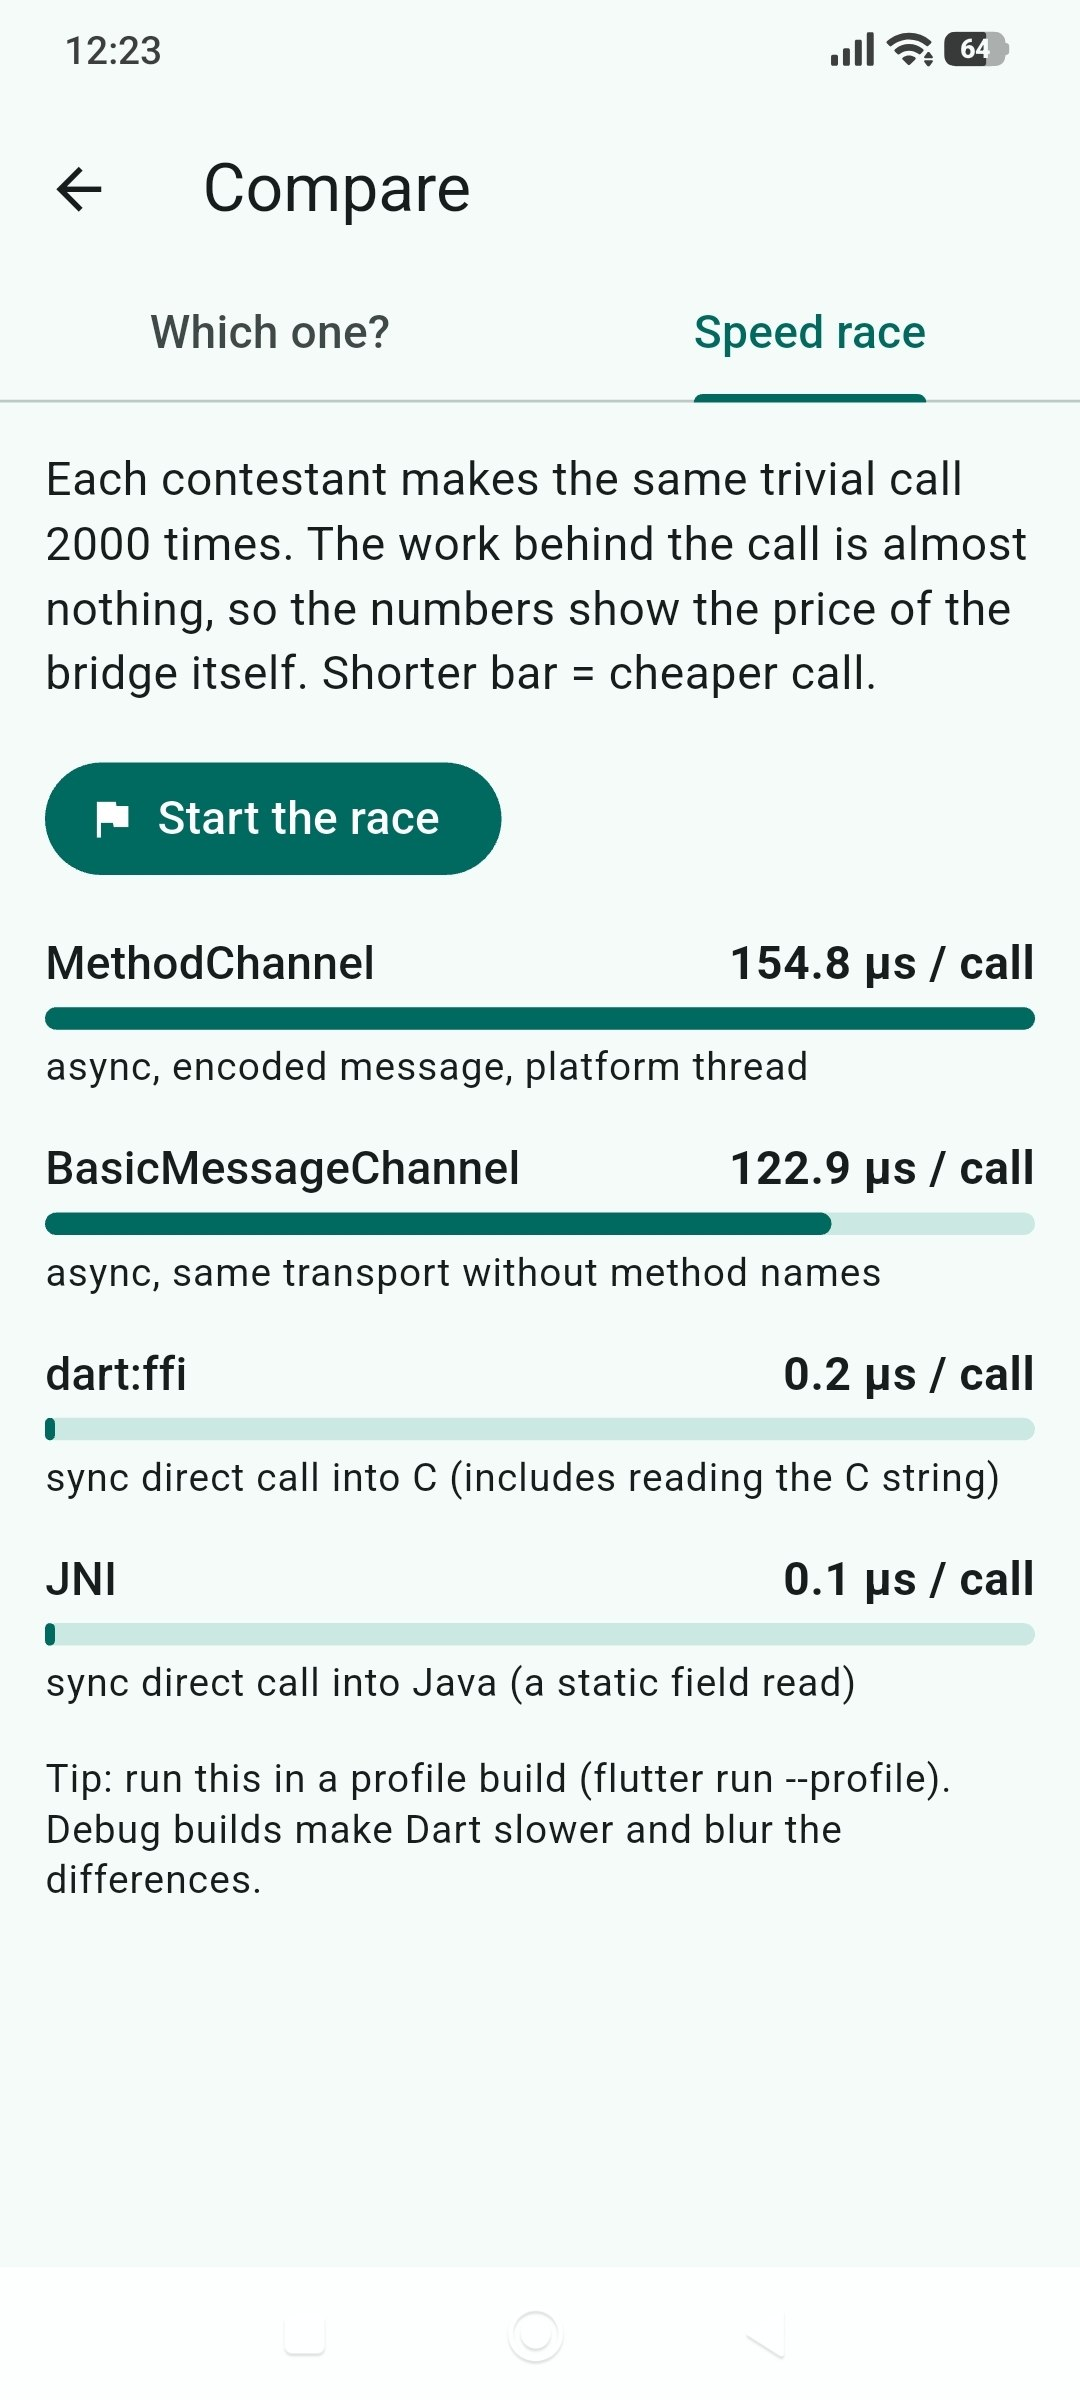 12:23
64
Compare
Which one?
Speed race
Each contestant makes the same trivial call
2000 times. The work behind the call is almost
nothing, so the numbers show the price of the
bridge itself. Shorter bar = cheaper call.
Start the race
MethodChannel 154.8 µs / call
async, encoded message, platform thread
BasicMessageChannel 122.9 µs / call
async, same transport without method names
dart:ffi 0.2 µs / call
sync direct call into C (includes reading the C string)
JNI 0.1 µs / call
sync direct call into Java (a static field read)
Tip: run this in a profile build (flutter run --profile).
Debug builds make Dart slower and blur the
differences.